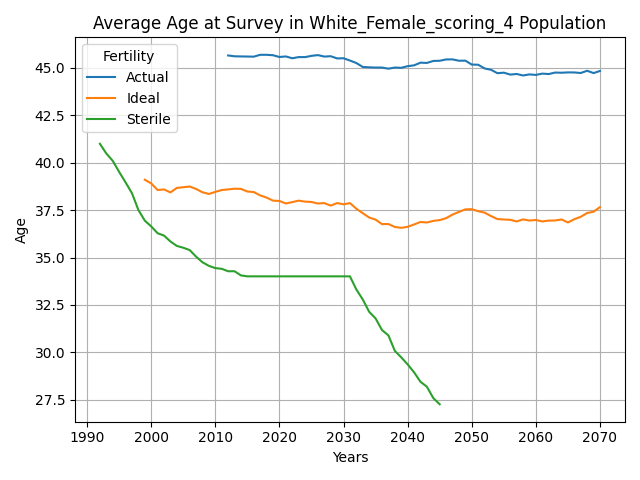 Average Age at Survey in White_Female_scoring_4 Population
Fertility
Actual
Ideal
Sterile
Age
45.0
42.5
40.0
37.5
35.0
32.5
30.0
27.5
1990 2000 2010 2020 2030 2040 2050 2060 2070
Years